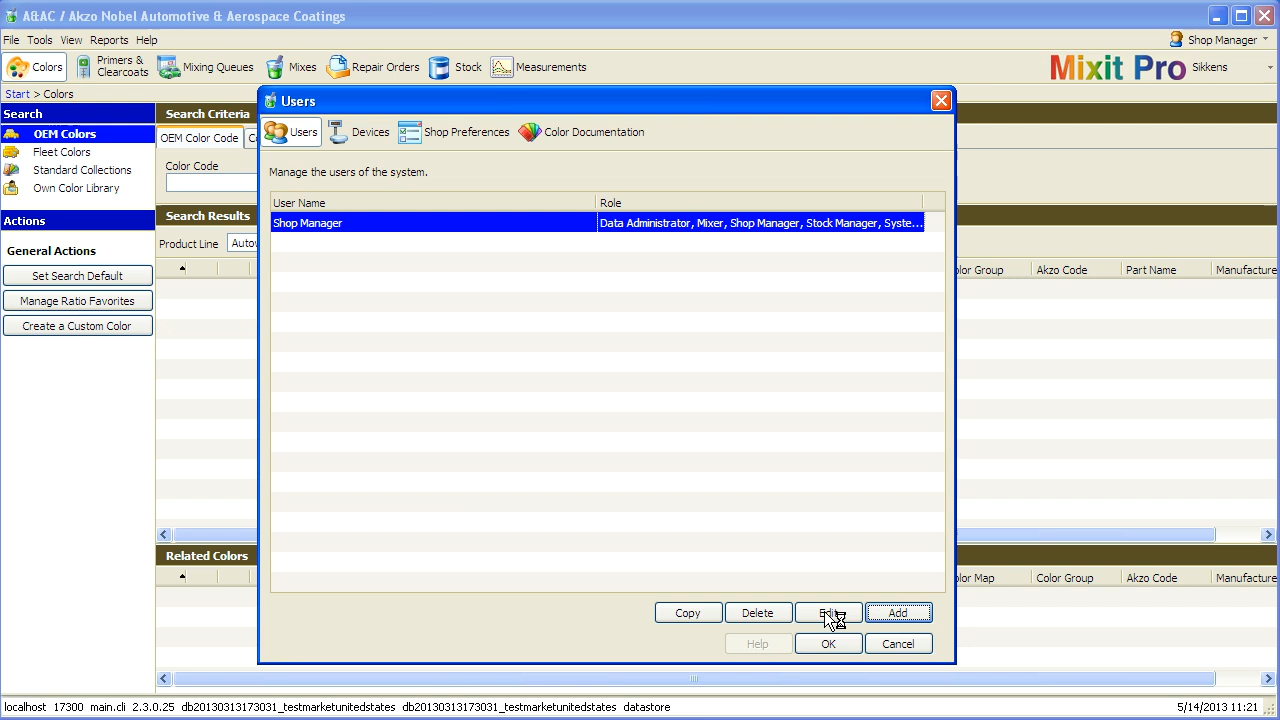 A&AC / Akzo Nobel Automotive & Aerospace Coatings
File Tools View Reports Help
Shop Manager
Colors
Primers & Clearcoats
Mixing Queues
Mixes
Repair Orders
Stock
Measurements
Mixit Pro
Sikkens
Start > Colors
Search
OEM Colors
Fleet Colors
Standard Collections
Own Color Library
Actions
General Actions
Set Search Default
Manage Ratio Favorites
Create a Custom Color
Search Criteria
OEM Color Code
Color Code
Search Results
Product Line
Color Group
Akzo Code
Part Name
Manufacture
Related Colors
Color Map
Color Group
Akzo Code
Manufacture
Users
Users
Devices
Shop Preferences
Color Documentation
Manage the users of the system.
User Name
Role
Shop Manager
Data Administrator, Mixer, Shop Manager, Stock Manager, Syste...
Copy
Delete
Edit
Add
Help
OK
Cancel
localhost 17300 main.cli 2.3.0.25 db20130313173031_testmarketunitedstates db20130313173031_testmarketunitedstates datastore
5/14/2013 11:21